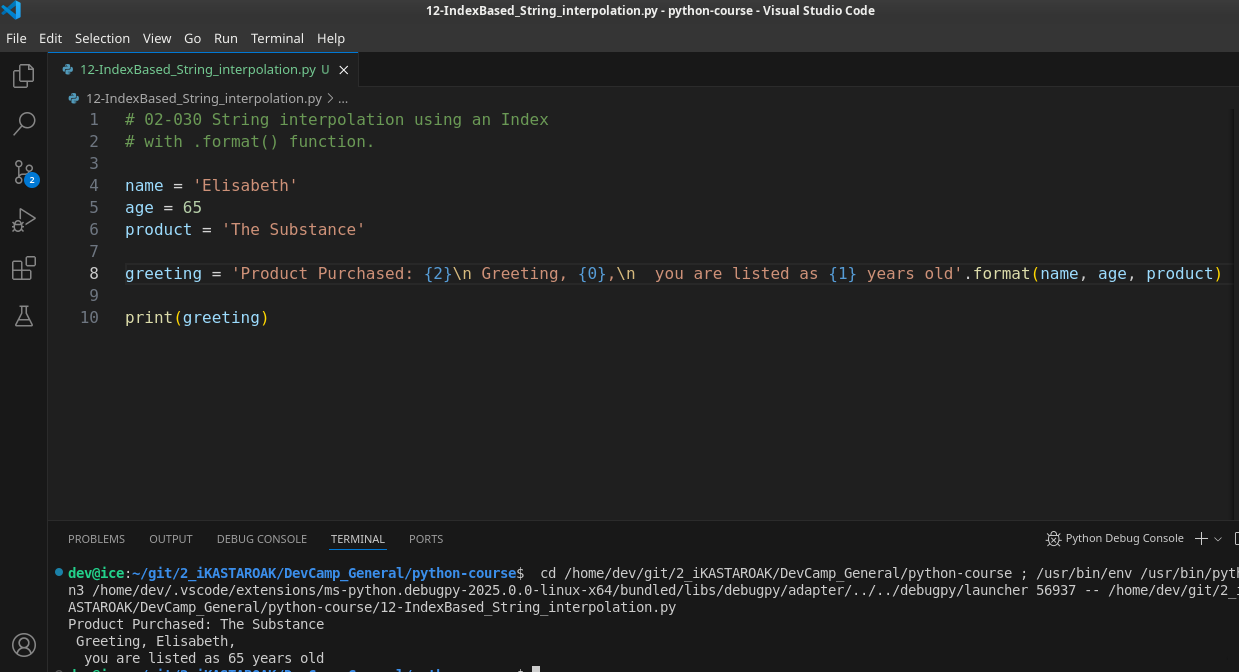 12-IndexBased_String_interpolation.py - python-course - Visual Studio Code
File Edit Selection View Go Run Terminal Help
12-IndexBased_String_interpolation.py U ×
12-IndexBased_String_interpolation.py > ...
1 # 02-030 String interpolation using an Index
2 # with .format() function.
3
4 name = 'Elisabeth'
5 age = 65
6 product = 'The Substance'
7
8 greeting = 'Product Purchased: {2}\n Greeting, {0},\n  you are listed as {1} years old'.format(name, age, product)
9
10 print(greeting)
2
PROBLEMS OUTPUT DEBUG CONSOLE TERMINAL PORTS Python Debug Console
dev@ice:~/git/2_iKASTAROAK/DevCamp_General/python-course$  cd /home/dev/git/2_iKASTAROAK/DevCamp_General/python-course ; /usr/bin/env /usr/bin/pyth
n3 /home/dev/.vscode/extensions/ms-python.debugpy-2025.0.0-linux-x64/bundled/libs/debugpy/adapter/../../debugpy/launcher 56937 -- /home/dev/git/2_i
ASTAROAK/DevCamp_General/python-course/12-IndexBased_String_interpolation.py
Product Purchased: The Substance
 Greeting, Elisabeth,
  you are listed as 65 years old